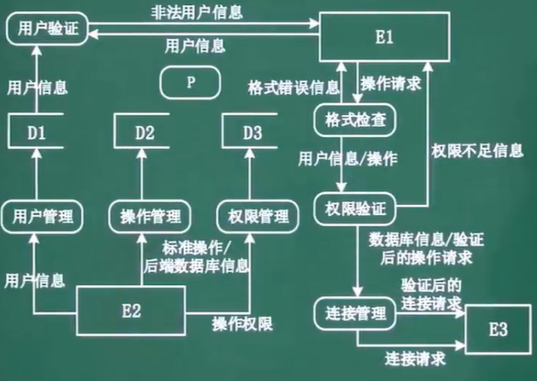 非法用户信息
用户验证
用户信息
E1
P
用户信息
格式错误信息
操作请求
格式检查
D1
D2
D3
权限不足信息
用户信息/操作
用户管理
操作管理
权限管理
权限验证
标准操作/
后端数据库信息
数据库信息/验证
后的操作请求
用户信息
验证后的
连接请求
E2
操作权限
连接管理
E3
连接请求